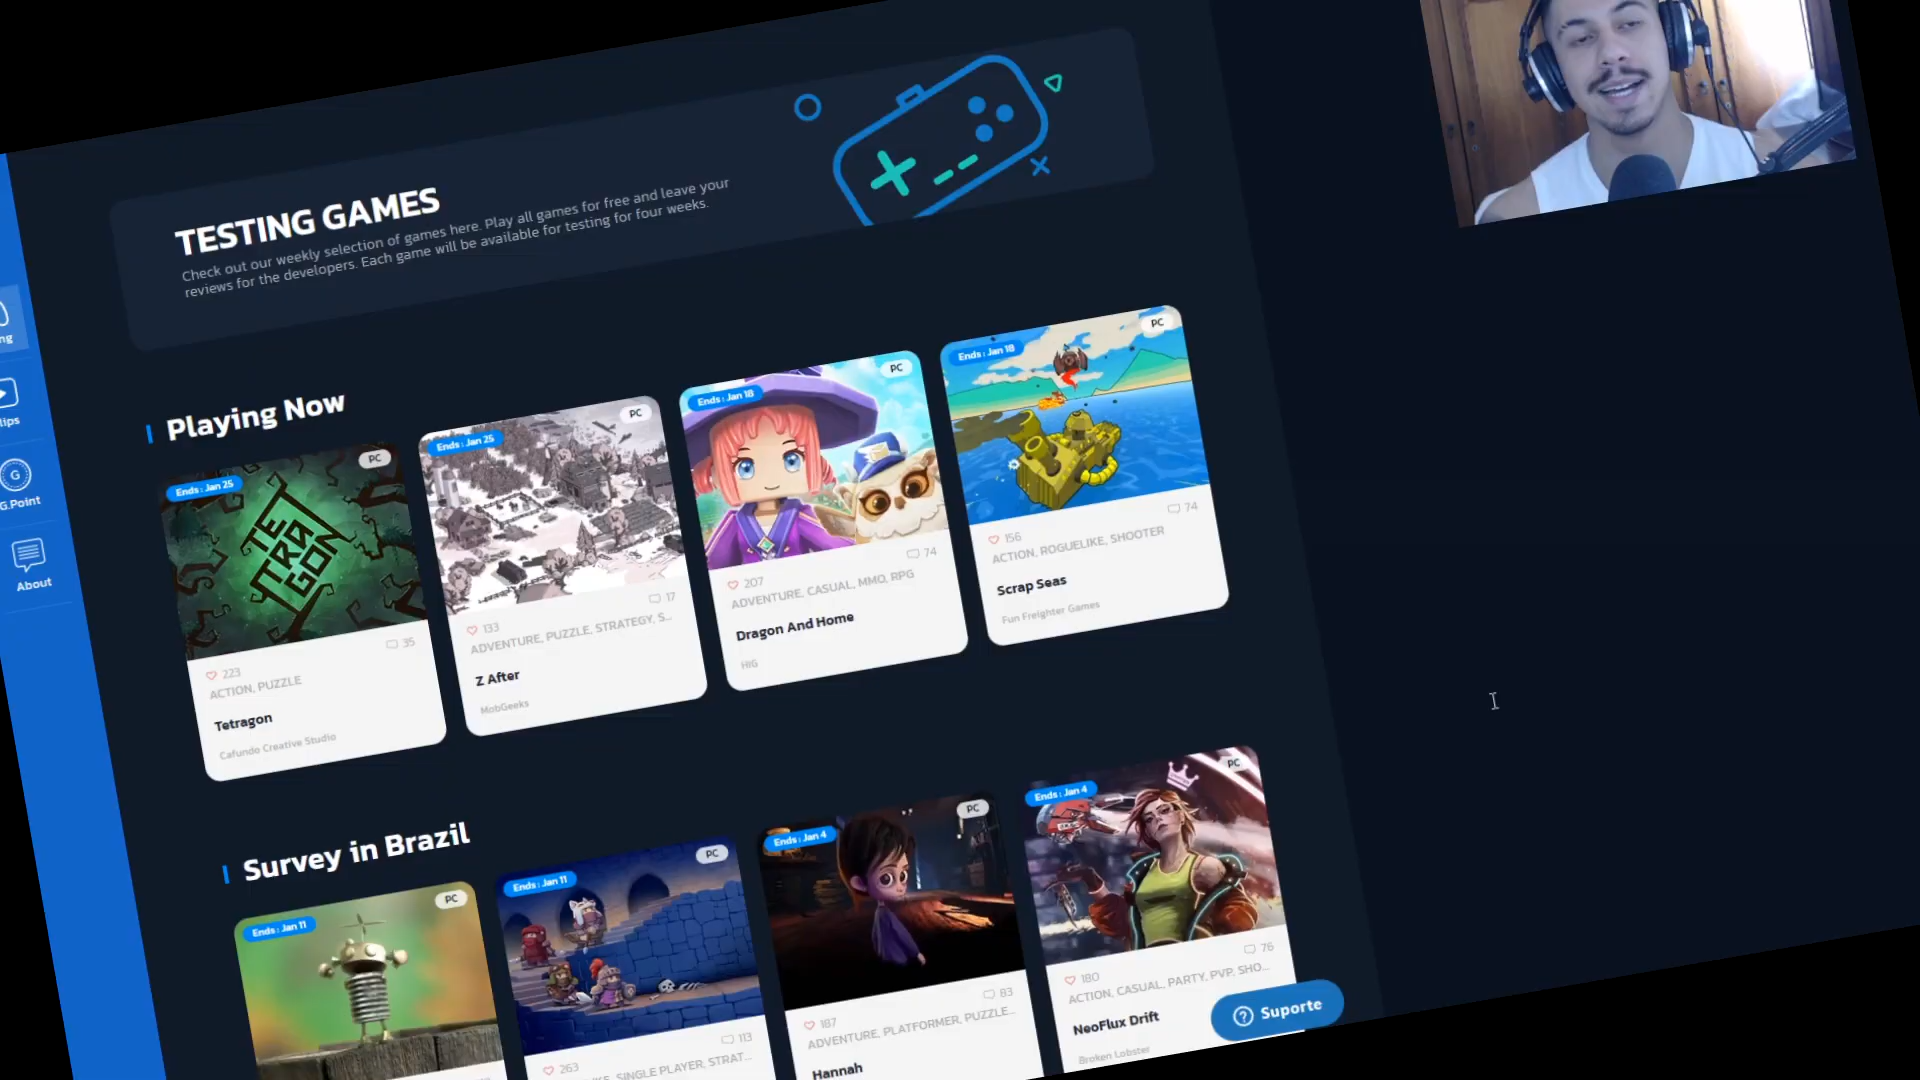 TESTING GAMES
Check out our weekly selection of games here. Play all games for free and leave your
reviews for the developers. Each game will be available for testing for four weeks.
Playing Now
Ends : Jan 25
PC
TETRAGON
223
35
ACTION, PUZZLE
Tetragon
Cafundo Creative Studio
Ends : Jan 25
PC
133
17
ADVENTURE, PUZZLE, STRATEGY, S...
Z After
MobGeeks
Ends : Jan 18
PC
207
74
ADVENTURE, CASUAL, MMO, RPG
Dragon And Home
HIG
Ends : Jan 18
PC
156
74
ACTION, ROGUELIKE, SHOOTER
Scrap Seas
Fun Freighter Games
G
G.Point
About
Survey in Brazil
Ends : Jan 11
PC
Ends : Jan 11
PC
263
113
SINGLE PLAYER, STRAT...
Ends : Jan 4
PC
187
83
ADVENTURE, PLATFORMER, PUZZLE...
Hannah
Ends : Jan 4
PC
180
76
ACTION, CASUAL, PARTY, PVP, SHO...
NeoFlux Drift
Broken Lobster
Suporte